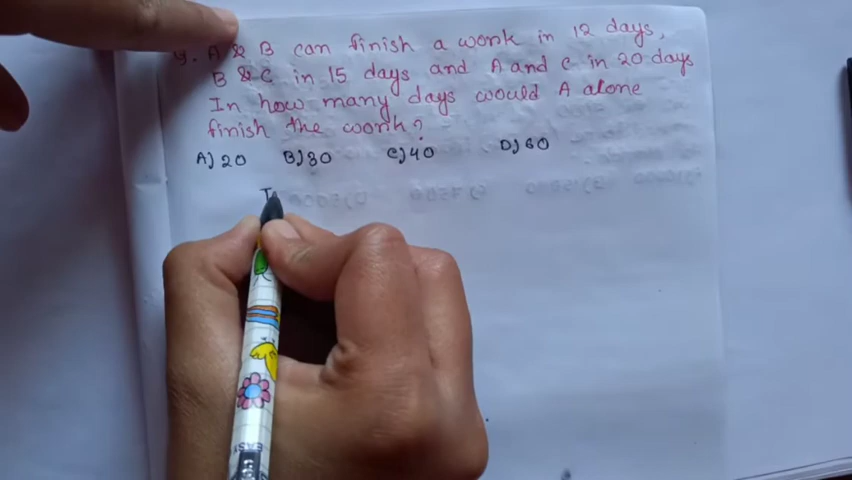 9. A & B can finish a work in 12 days,
B & C in 15 days and A and C in 20 days
In how many days would A alone
finish the work?
A) 20 B) 30 C) 40 D) 60
T